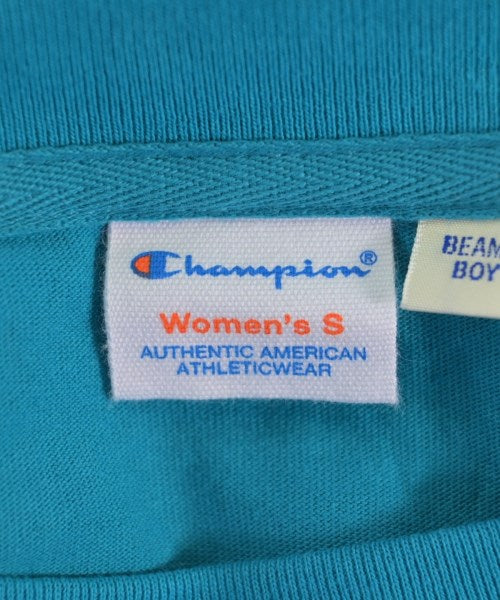 Champion®
Women's S
AUTHENTIC AMERICAN
ATHLETICWEAR
BEAM
BOY